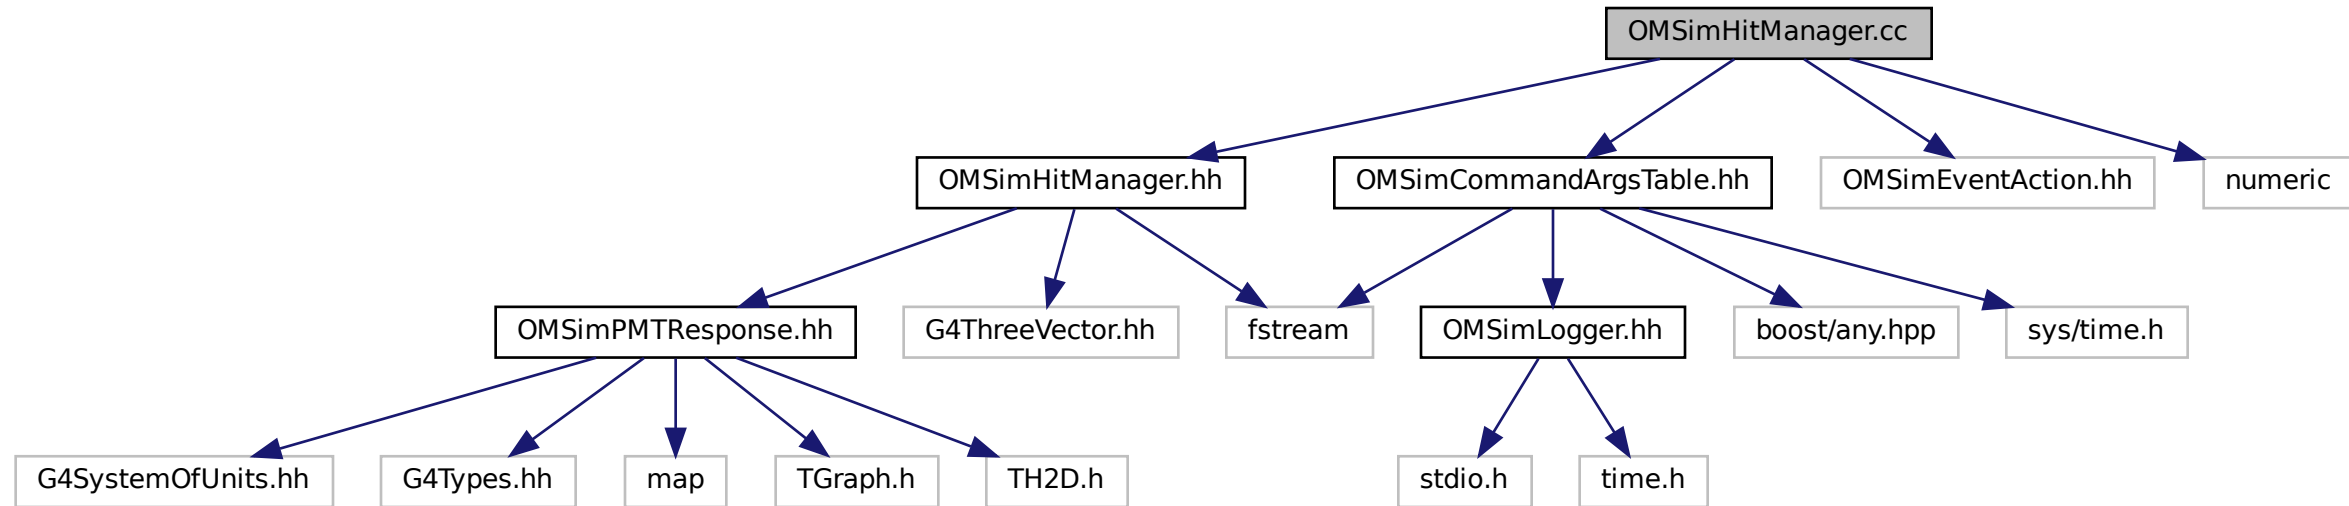 OMSimHitManager.cc
OMSimHitManager.hh
OMSimCommandArgsTable.hh
OMSimEventAction.hh
numeric
OMSimPMTResponse.hh
G4ThreeVector.hh
fstream
OMSimLogger.hh
boost/any.hpp
sys/time.h
G4SystemOfUnits.hh
G4Types.hh
map
TGraph.h
TH2D.h
stdio.h
time.h